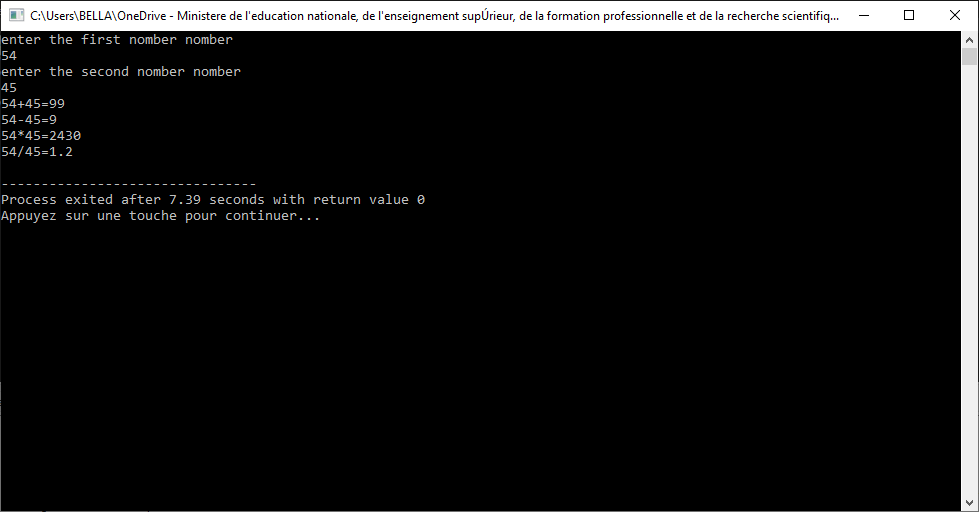 C:\Users\BELLA\OneDrive - Ministere de l'education nationale, de l'enseignement supÚrieur, de la formation professionnelle et de la recherche scientifiq...
enter the first nomber nomber
54
enter the second nomber nomber
45
54+45=99
54-45=9
54*45=2430
54/45=1.2
--------------------------------
Process exited after 7.39 seconds with return value 0
Appuyez sur une touche pour continuer...